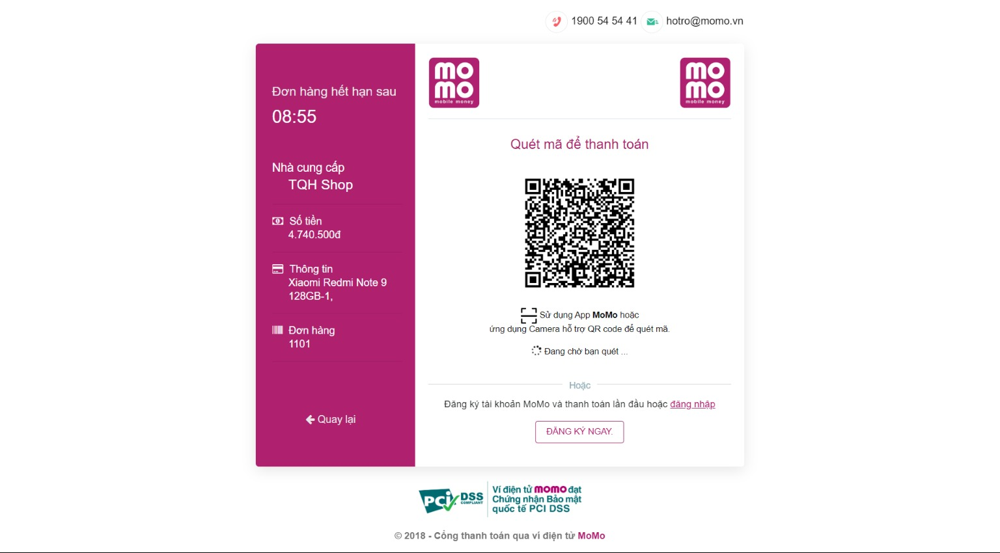 1900 54 54 41 hotro@momo.vn
Đơn hàng hết hạn sau
08:55
Nhà cung cấp
TQH Shop
Số tiền
4.740.500đ
Thông tin
Xiaomi Redmi Note 9
128GB-1,
Đơn hàng
1101
Quay lại
mo
mo
mobile money
mo
mo
mobile money
Quét mã để thanh toán
Sử dụng App MoMo hoặc
ứng dụng Camera hỗ trợ QR code để quét mã.
Đang chờ bạn quét ...
Hoặc
Đăng ký tài khoản MoMo và thanh toán lần đầu hoặc đăng nhập
ĐĂNG KÝ NGAY.
PCI DSS
COMPLIANT
Ví điện tử momo đạt
Chứng nhận Bảo mật
quốc tế PCI DSS
© 2018 - Cổng thanh toán qua ví điện tử MoMo